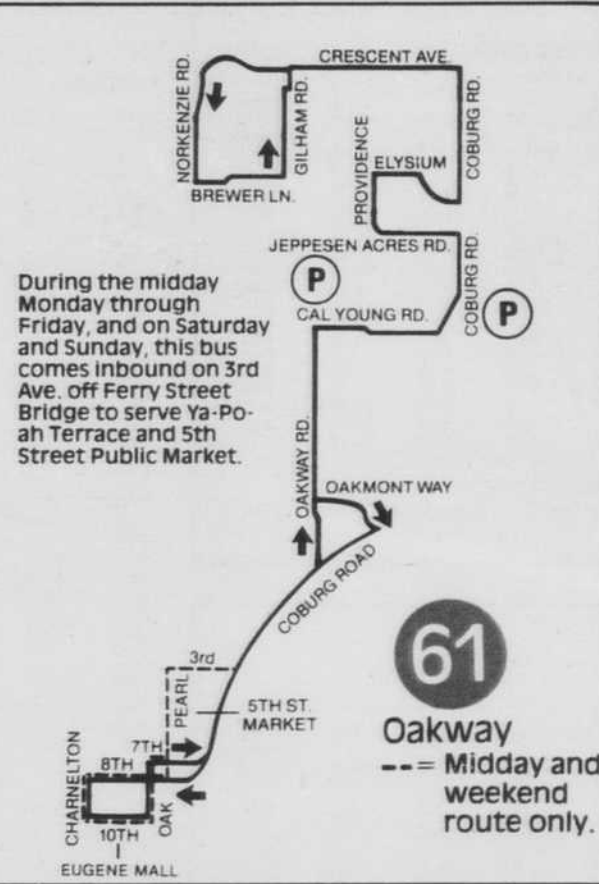 CRESCENT AVE.
NORKENZIE RD.
GILHAM RD.
COBURG RD.
BREWER LN.
PROVIDENCE
ELYSIUM
JEPPESEN ACRES RD.
P
CAL YOUNG RD.
COBURG RD.
P
During the midday
Monday through
Friday, and on Saturday
and Sunday, this bus
comes inbound on 3rd
Ave. off Ferry Street
Bridge to serve Ya-Po-
ah Terrace and 5th
Street Public Market.
OAKWAY RD.
OAKMONT WAY
COBURG ROAD
3rd
PEARL
5TH ST.
MARKET
7TH
8TH
CHARNELTON
OAK
10TH
EUGENE MALL
61
Oakway
--= Midday and
weekend
route only.